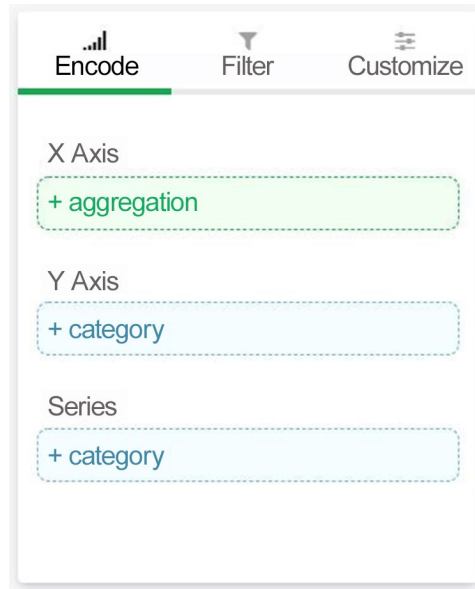 Encode Filter Customize
X Axis
+ aggregation
Y Axis
+ category
Series
+ category